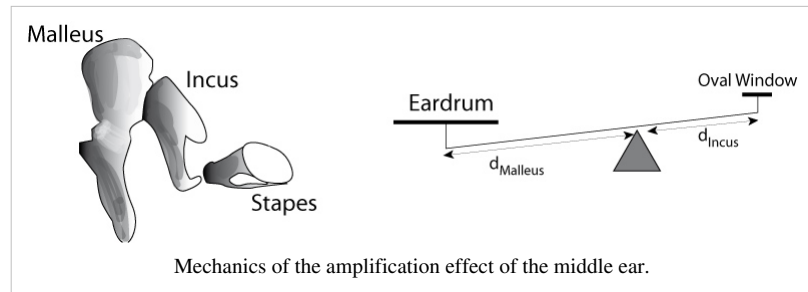 Malleus
Incus
Stapes
Eardrum
Oval Window
dMalleus
dIncus
Mechanics of the amplification effect of the middle ear.